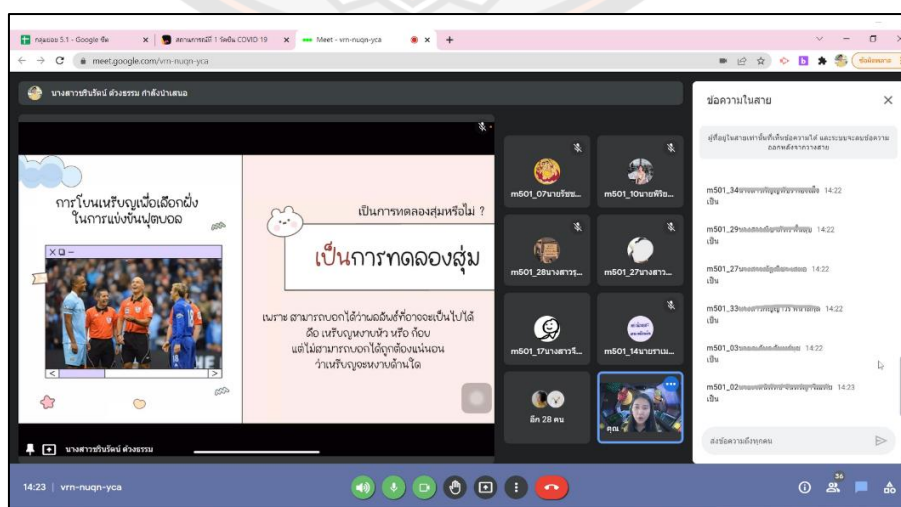 กลุ่มย่อย 5.1 - Google ชีต
สถานการณ์ที่ 1 วัคซีน COVID 19
Meet - vrn-nuqn-yca
meet.google.com/vrn-nuqn-yca
นางสาวชรินรัตน์ ด้วงธรรม กำลังนำเสนอ
การโยนเหรียญเพื่อเลือกฝั่ง
ในการแข่งขันฟุตบอล
เป็นการทดลองสุ่มหรือไม่ ?
เป็นการทดลองสุ่ม
เพราะ สามารถบอกได้ว่าผลลัพธ์ที่อาจจะเป็นไปได้
คือ เหรียญหงายหัว หรือ ก้อย
แต่ไม่สามารถบอกได้ถูกต้องแน่นอน
ว่าเหรียญจะหงายด้านใด
นางสาวชรินรัตน์ ด้วงธรรม
m501_07นายรัชช...
m501_10นายพีรัช...
m501_28นางสาวรุ...
m501_27นางสาว...
m501_17นางสาวจี...
m501_14นายราเม...
อีก 28 คน
คุณ
ข้อความในสาย
ผู้ที่อยู่ในสายเท่านั้นที่เห็นข้อความได้ และระบบจะลบข้อความ
ออกหลังจากวางสาย
m501_34 14:22
เป็น
m501_29 14:22
เป็น
m501_27 14:22
เป็น
m501_33 14:22
เป็น
m501_03 14:22
เป็น
m501_02 14:23
เป็น
ส่งข้อความถึงทุกคน
14:23 | vrn-nuqn-yca
36